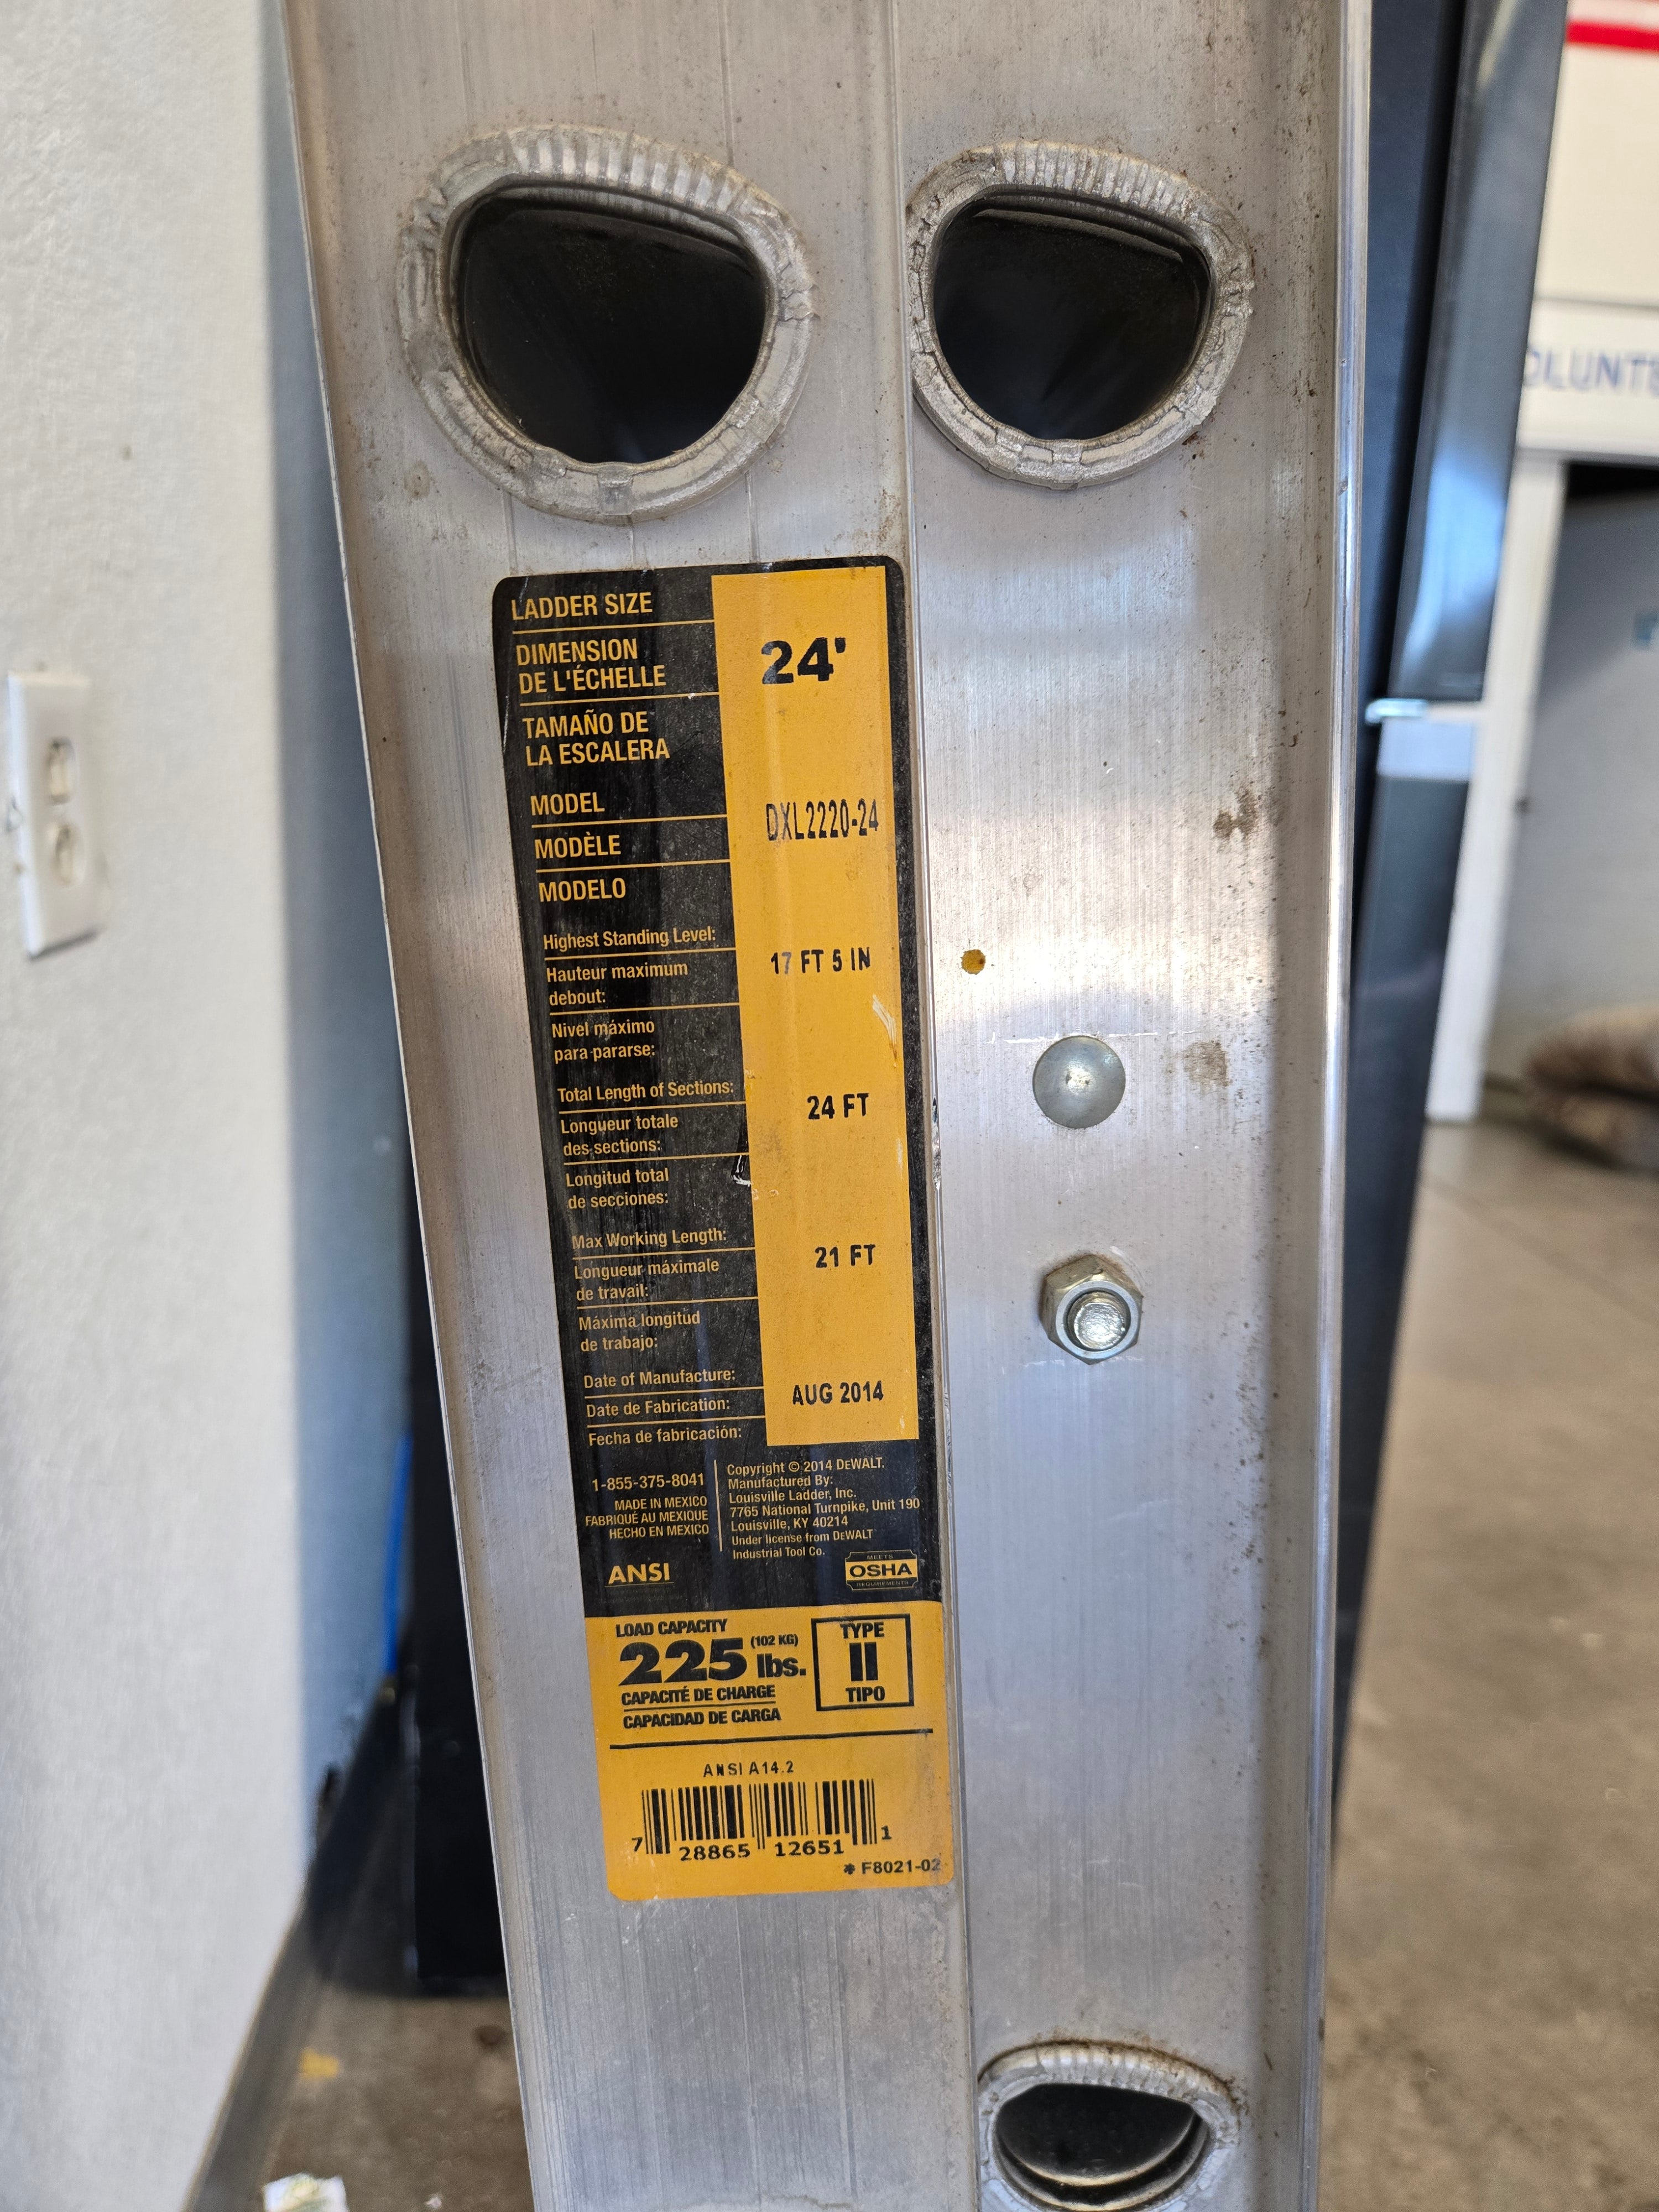 LADDER SIZE
DIMENSION
DE L'ÉCHELLE
TAMAÑO DE
LA ESCALERA
24'
MODEL
MODÈLE
MODELO
DXL2220-24
Highest Standing Level:
Hauteur maximum
debout:
Nivel máximo
para pararse:
17 FT 5 IN
Total Length of Sections:
Longueur totale
des sections:
Longitud total
de secciones:
24 FT
Max Working Length:
Longueur máximale
de travail:
Máxima longitud
de trabajo:
21 FT
Date of Manufacture:
Date de Fabrication:
Fecha de fabricación:
AUG 2014
1-855-375-8041
MADE IN MEXICO
FABRIQUÉ AU MEXIQUE
HECHO EN MEXICO
Copyright © 2014 DEWALT.
Manufactured By:
Louisville Ladder, Inc.
7765 National Turnpike, Unit 190
Louisville, KY 40214
Under license from DEWALT
Industrial Tool Co.
ANSI
MEETS
OSHA
REQUIREMENTS
LOAD CAPACITY
225 lbs. (102 KG)
CAPACITÉ DE CHARGE
CAPACIDAD DE CARGA
TYPE
II
TIPO
ANSI A14.2
7 28865 12651 1
* F8021-02